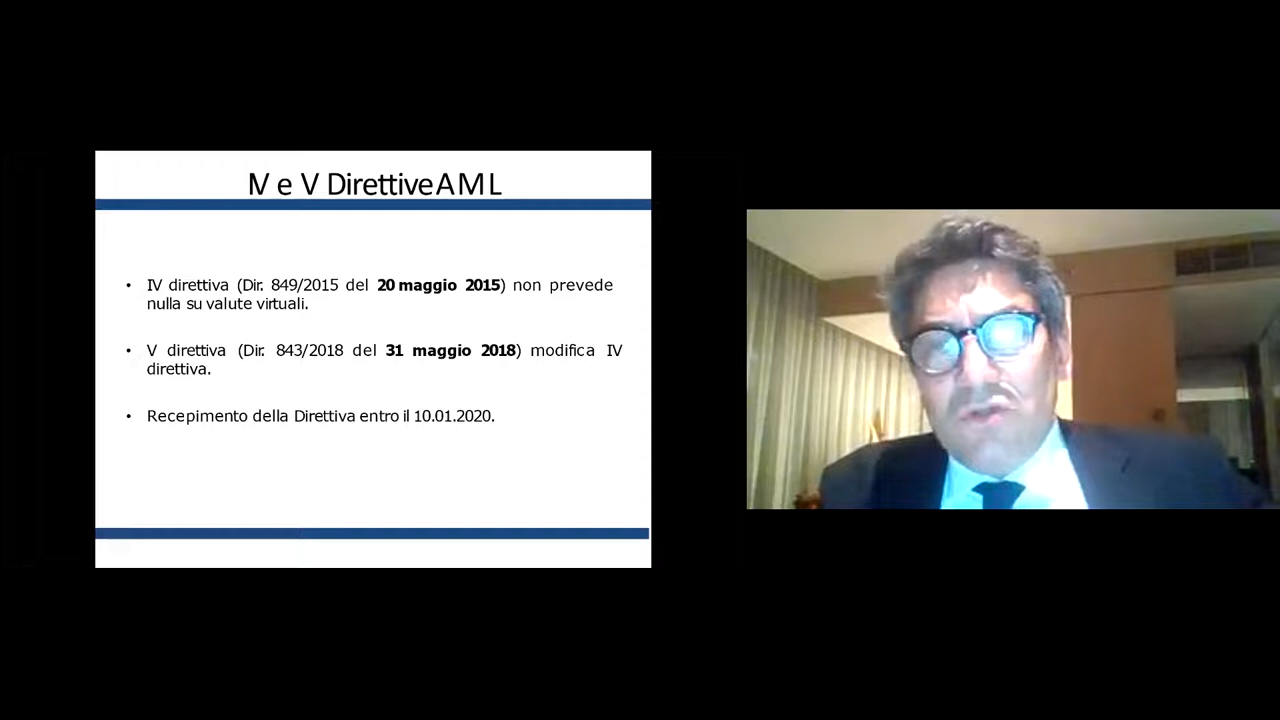 IV e V Direttive AML
• IV direttiva (Dir. 849/2015 del 20 maggio 2015) non prevede
nulla su valute virtuali.
• V direttiva (Dir. 843/2018 del 31 maggio 2018) modifica IV
direttiva.
• Recepimento della Direttiva entro il 10.01.2020.